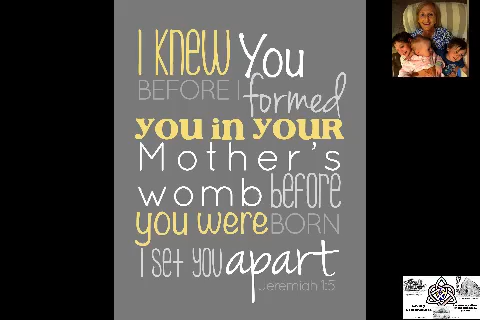 I KNEW You
BEFORE I formed
you in your
Mother's
womb before
you were BORN
I set you apart
Jeremiah 1:5